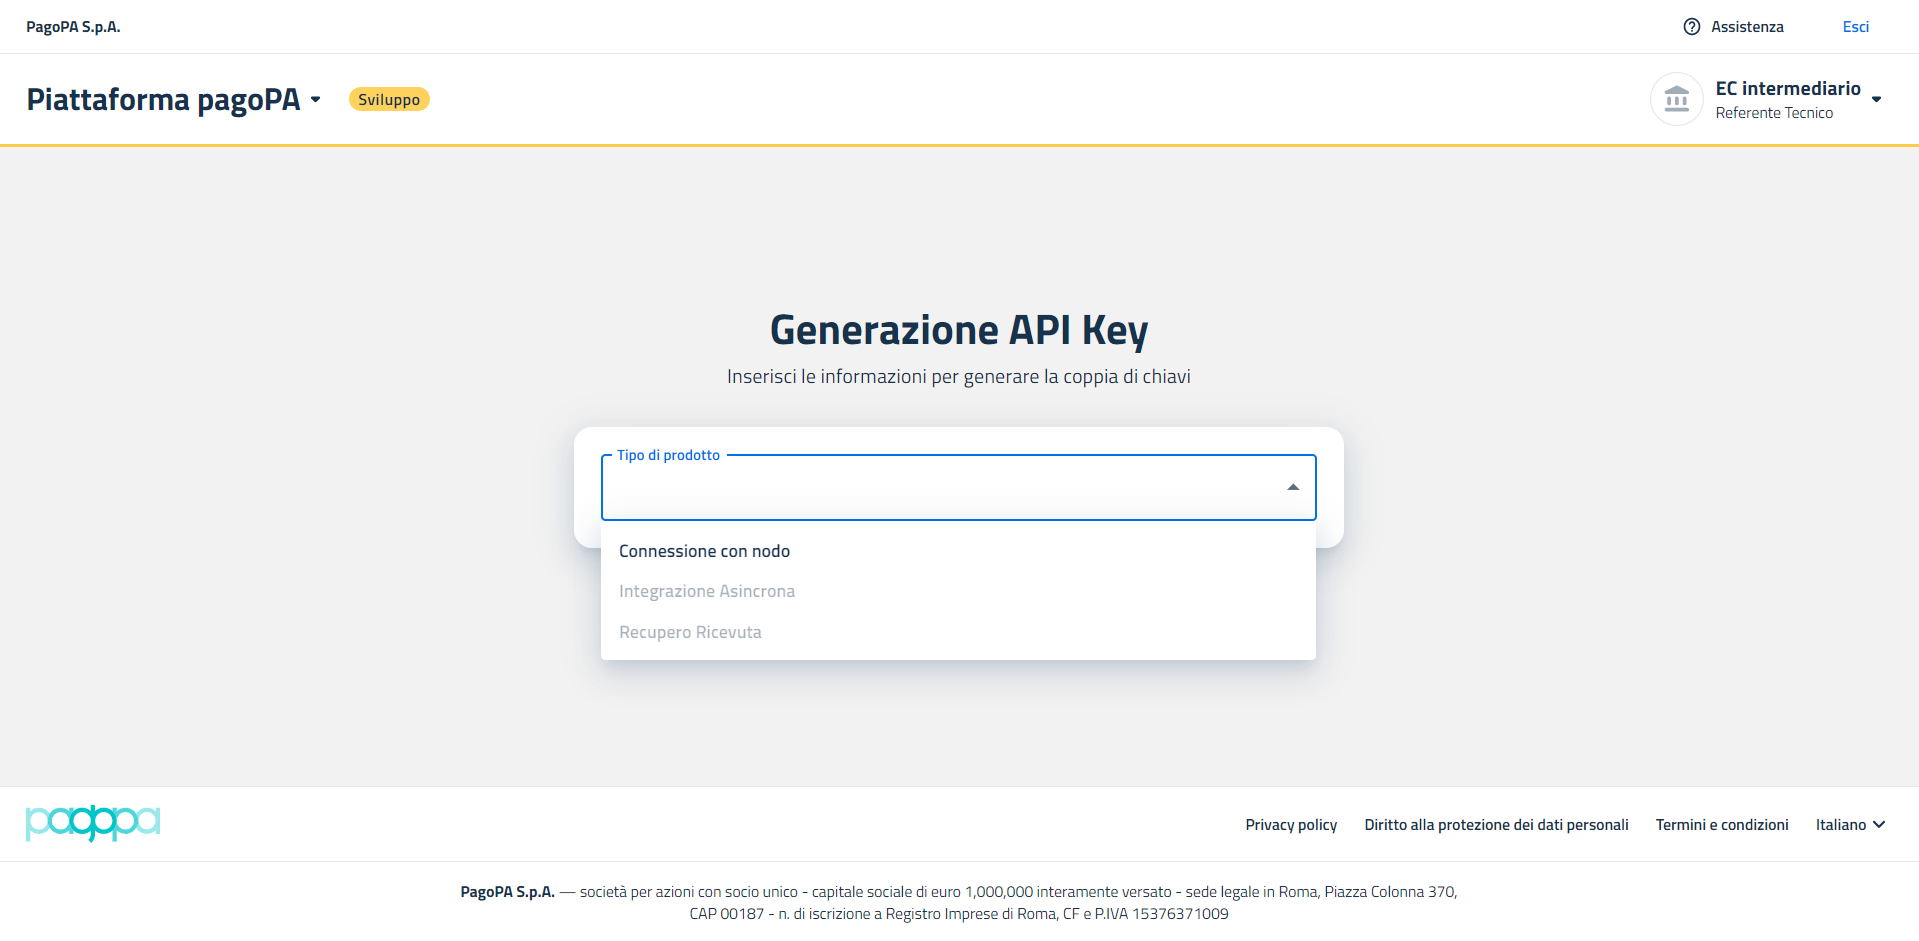 PagoPA S.p.A.
Assistenza
Esci
Piattaforma pagoPA
Sviluppo
EC intermediario
Referente Tecnico
Generazione API Key
Inserisci le informazioni per generare la coppia di chiavi
Tipo di prodotto
Connessione con nodo
Integrazione Asincrona
Recupero Ricevuta
pagopa
Privacy policy
Diritto alla protezione dei dati personali
Termini e condizioni
Italiano
PagoPA S.p.A. — società per azioni con socio unico - capitale sociale di euro 1,000,000 interamente versato - sede legale in Roma, Piazza Colonna 370,
CAP 00187 - n. di iscrizione a Registro Imprese di Roma, CF e P.IVA 15376371009